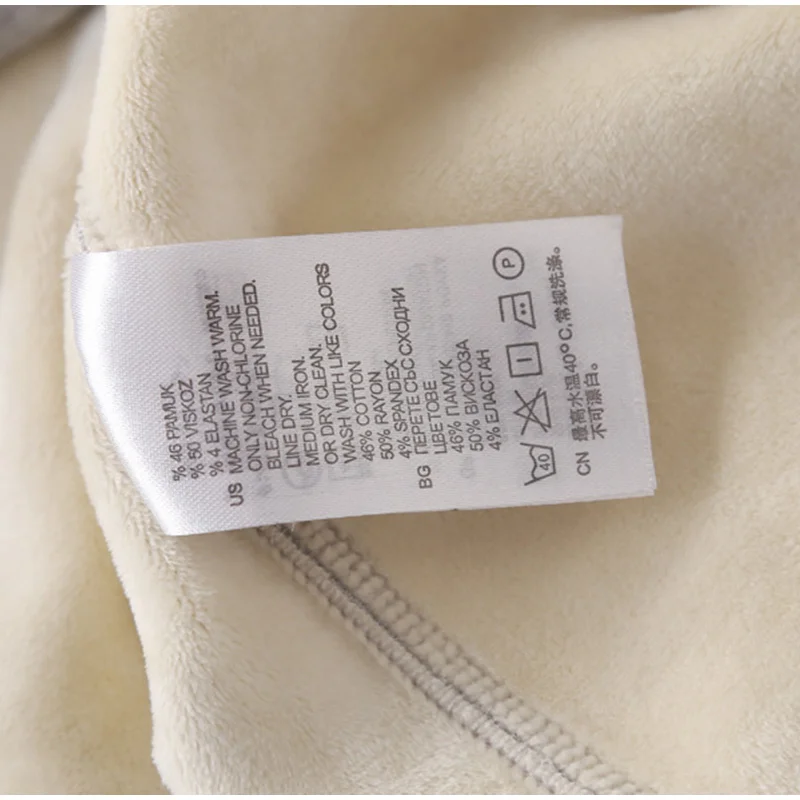 % 46 PAMUK
% 50 VISKOZ
% 4 ELASTAN
US MACHINE WASH WARM.
ONLY NON-CHLORINE
BLEACH WHEN NEEDED.
LINE DRY.
MEDIUM IRON.
OR DRY CLEAN.
WASH WITH LIKE COLORS
46% COTTON
50% RAYON
4% SPANDEX
BG ПЕРЕТЕ СЪС СХОДНИ
ЦВЕТОВЕ
46% ПАМУК
50% ВИСКОЗА
4% ЕЛАСТАН
40 P
CN 最高水温40°C,常规洗涤。
不可漂白。